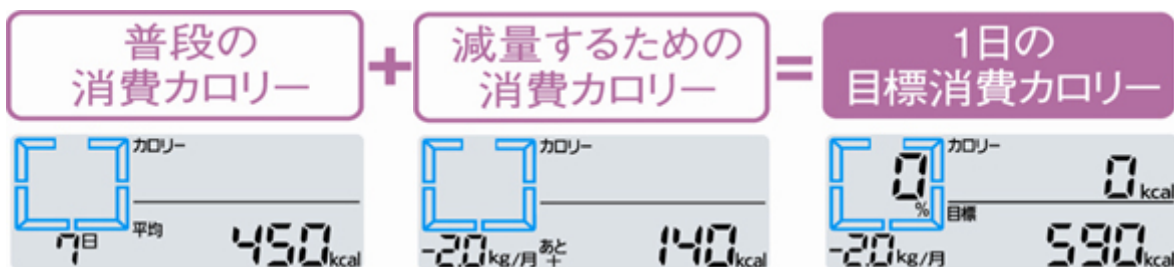 普段の
消費カロリー
+
減量するための
消費カロリー
=
1日の
目標消費カロリー
カロリー
7日 平均 450kcal
カロリー
-2.0kg/月 あと+ 140kcal
カロリー
0% 0kcal
目標
-2.0kg/月 590kcal